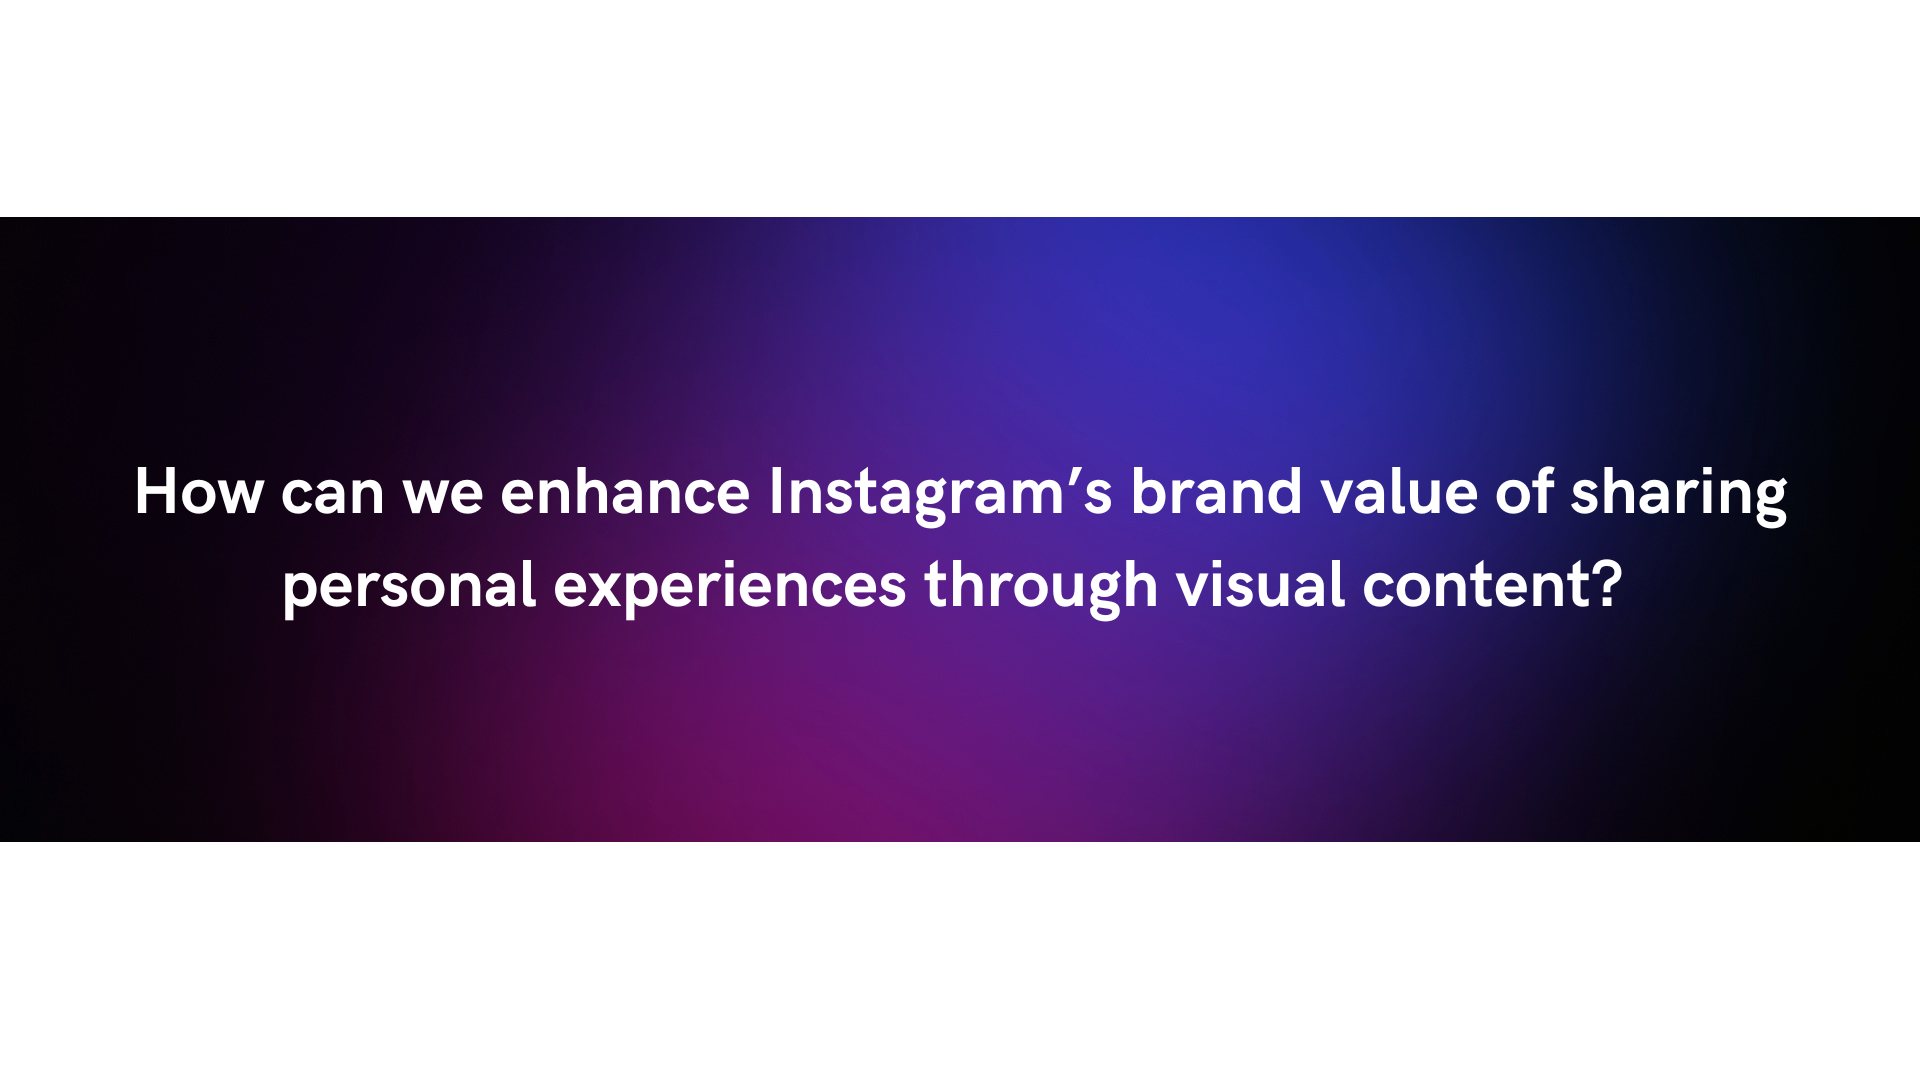 How can we enhance Instagram’s brand value of sharing
personal experiences through visual content?